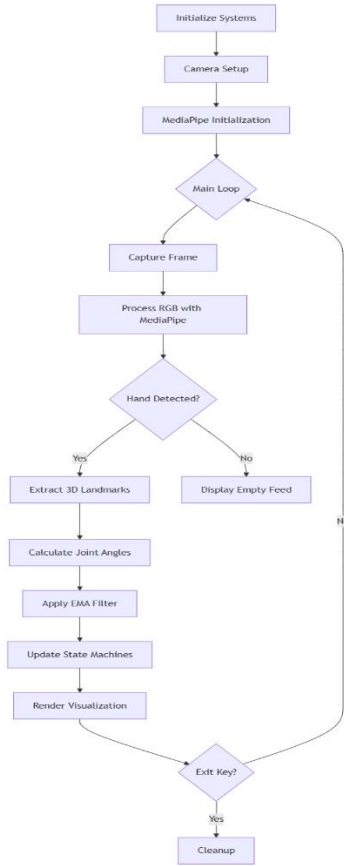 Initialize Systems
Camera Setup
MediaPipe Initialization
Main Loop
Capture Frame
Process RGB with
MediaPipe
Hand Detected?
Yes
No
Extract 3D Landmarks
Display Empty Feed
Calculate Joint Angles
Apply EMA Filter
Update State Machines
Render Visualization
Exit Key?
Yes
Cleanup